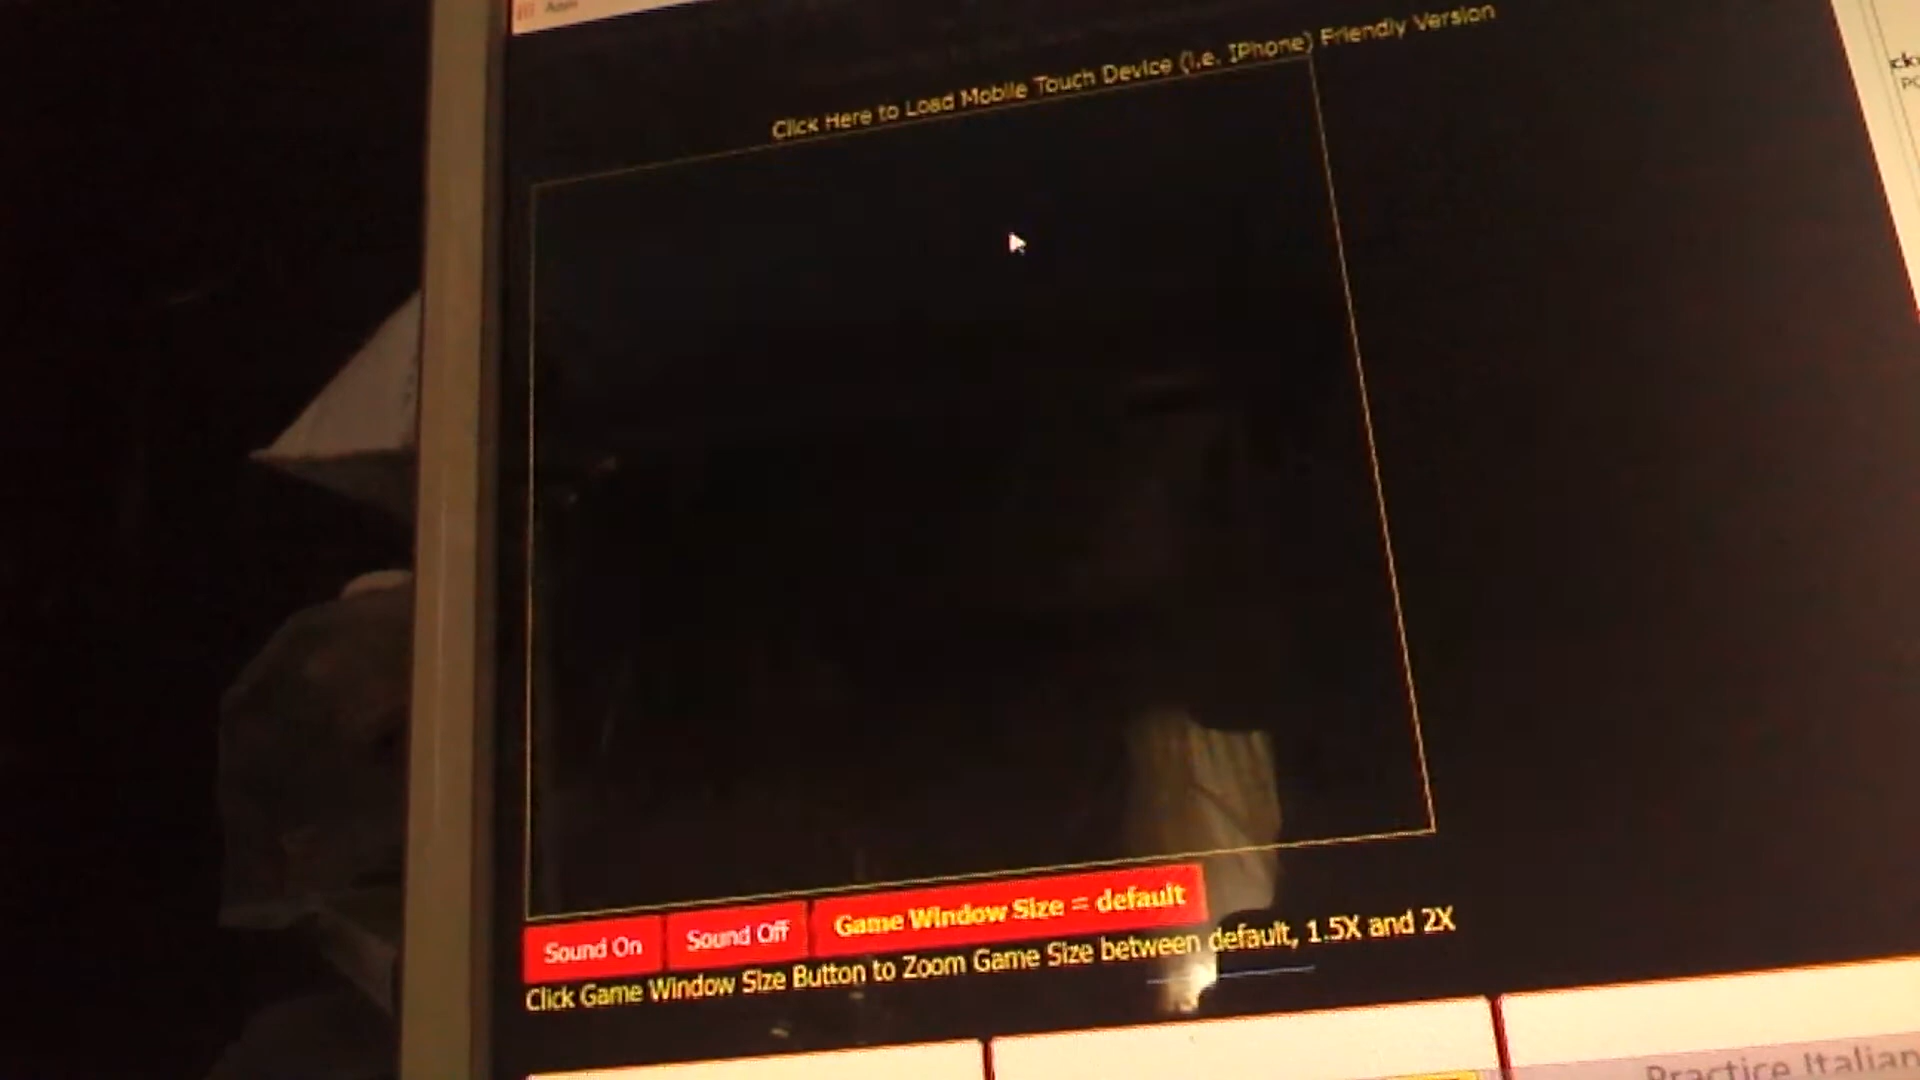 Apps
Click Here to Load Mobile Touch Device (i.e. IPhone) Friendly Version
Sound On
Sound Off
Game Window Size = default
Click Game Window Size Button to Zoom Game Size between default, 1.5X and 2X
Practice Italian